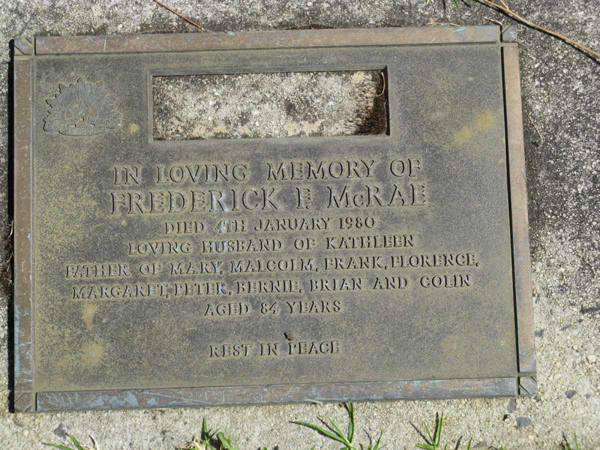 IN LOVING MEMORY OF
FREDERICK F. McRAE
DIED 4TH JANUARY 1980
LOVING HUSBAND OF KATHLEEN
FATHER OF MARY, MALCOLM, FRANK, FLORENCE,
MARGARET, PETER, BERNIE, BRIAN AND COLIN
AGED 84 YEARS
REST IN PEACE